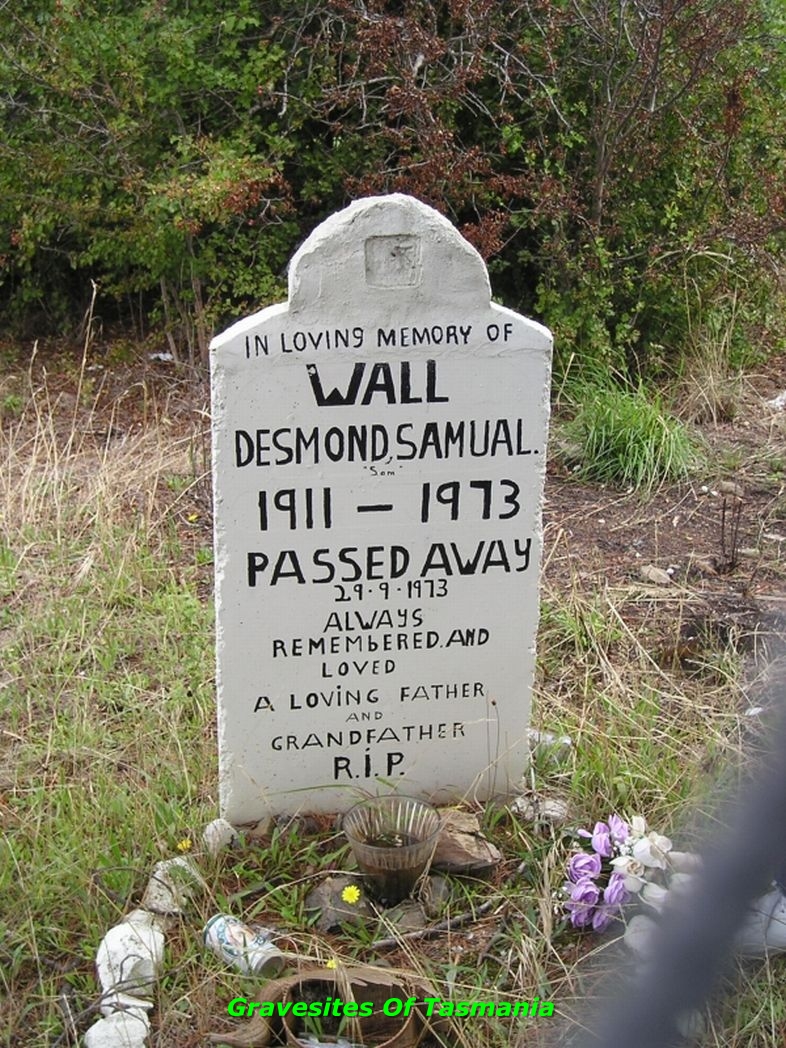 IN LOVING MEMORY OF
WALL
DESMOND, SAMUAL.
"Sam"
1911 – 1973
PASSED AWAY
29·9·1973
ALWAYS
REMEMbERED. AND
LOVED
A LOVING FATHER
AND
GRANDFATHER
R.I.P.
Gravesites Of Tasmania